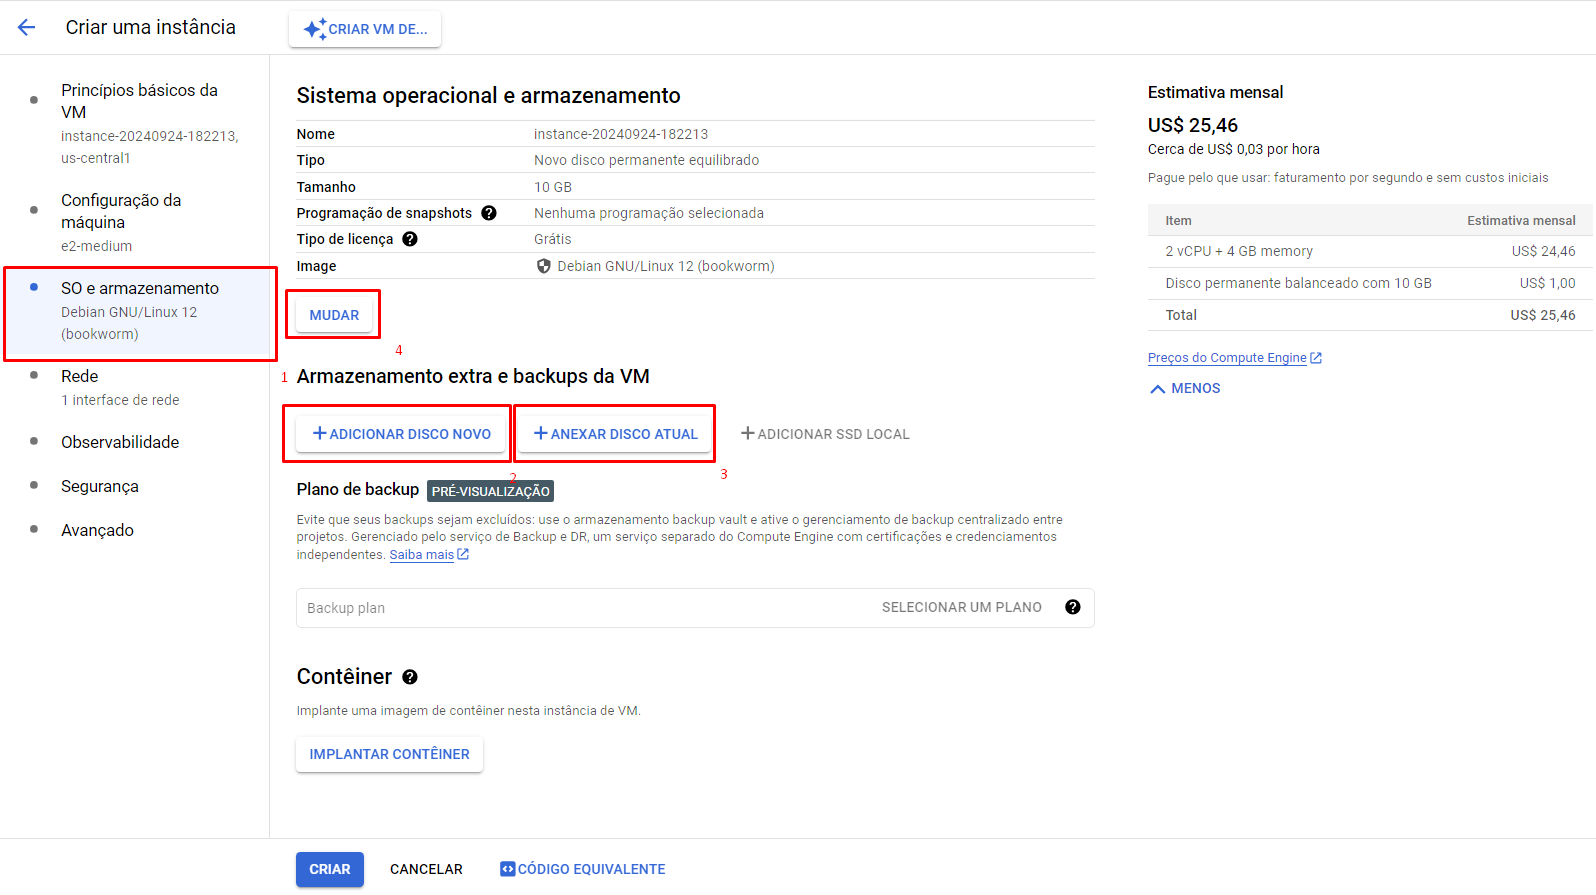 Criar uma instância
CRIAR VM DE...
Princípios básicos da
VM
instance-20240924-182213,
us-central1
Configuração da
máquina
e2-medium
SO e armazenamento
Debian GNU/Linux 12
(bookworm)
Rede
1 interface de rede
Observabilidade
Segurança
Avançado
Sistema operacional e armazenamento
Nome instance-20240924-182213
Tipo Novo disco permanente equilibrado
Tamanho 10 GB
Programação de snapshots ? Nenhuma programação selecionada
Tipo de licença ? Grátis
Image Debian GNU/Linux 12 (bookworm)
MUDAR
4
1
Armazenamento extra e backups da VM
+ ADICIONAR DISCO NOVO + ANEXAR DISCO ATUAL + ADICIONAR SSD LOCAL
2
3
Plano de backup PRÉ-VISUALIZAÇÃO
Evite que seus backups sejam excluídos: use o armazenamento backup vault e ative o gerenciamento de backup centralizado entre
projetos. Gerenciado pelo serviço de Backup e DR, um serviço separado do Compute Engine com certificações e credenciamentos
independentes. Saiba mais
Backup plan SELECIONAR UM PLANO ?
Contêiner ?
Implante uma imagem de contêiner nesta instância de VM.
IMPLANTAR CONTÊINER
CRIAR CANCELAR CÓDIGO EQUIVALENTE
Estimativa mensal
US$ 25,46
Cerca de US$ 0,03 por hora
Pague pelo que usar: faturamento por segundo e sem custos iniciais
Item Estimativa mensal
2 vCPU + 4 GB memory US$ 24,46
Disco permanente balanceado com 10 GB US$ 1,00
Total US$ 25,46
Preços do Compute Engine
MENOS